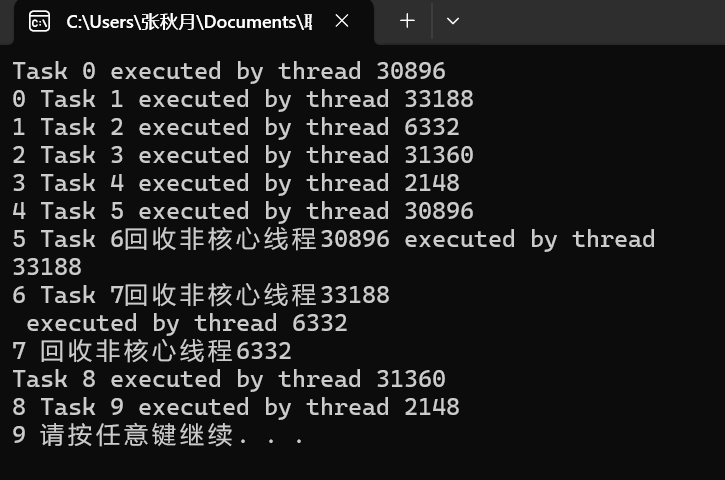 C:\Users\张秋月\Documents\耳
Task 0 executed by thread 30896
0 Task 1 executed by thread 33188
1 Task 2 executed by thread 6332
2 Task 3 executed by thread 31360
3 Task 4 executed by thread 2148
4 Task 5 executed by thread 30896
5 Task 6回收非核心线程30896 executed by thread
33188
6 Task 7回收非核心线程33188
 executed by thread 6332
7 回收非核心线程6332
Task 8 executed by thread 31360
8 Task 9 executed by thread 2148
9 请按任意键继续. . .